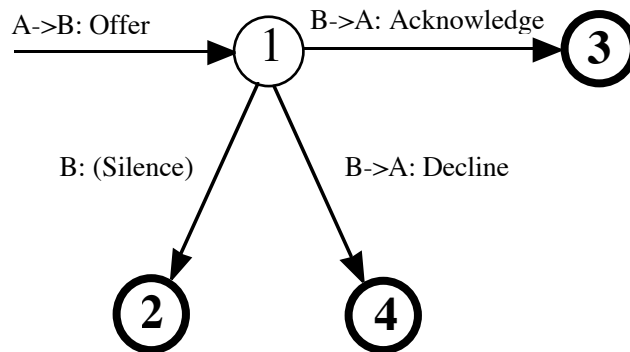 A->B: Offer
B->A: Acknowledge
1
3
B: (Silence)
B->A: Decline
2
4